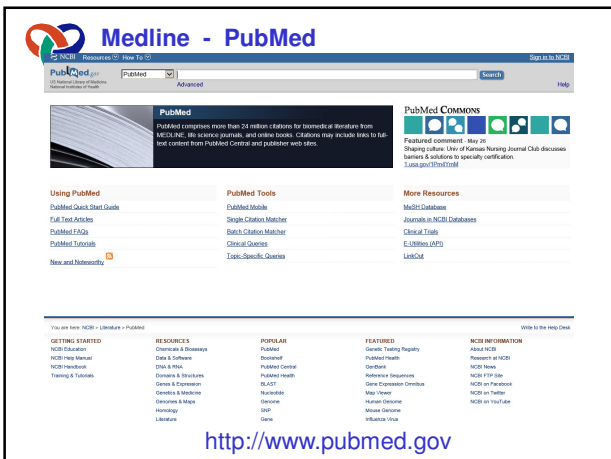 Medline - PubMed
NCBI Resources How To Sign in to NCBI
PubMed.gov
US National Library of Medicine
National Institutes of Health
PubMed
Search
Advanced
Help
PubMed
PubMed comprises more than 24 million citations for biomedical literature from
MEDLINE, life science journals, and online books. Citations may include links to full-
text content from PubMed Central and publisher web sites.
PubMed Commons
Featured comment - May 26
Shaping culture: Univ of Kansas Nursing Journal Club discusses
barriers & solutions to specialty certification.
1.usa.gov/1Pm4YmM
Using PubMed
PubMed Quick Start Guide
Full Text Articles
PubMed FAQs
PubMed Tutorials
New and Noteworthy
PubMed Tools
PubMed Mobile
Single Citation Matcher
Batch Citation Matcher
Clinical Queries
Topic-Specific Queries
More Resources
MeSH Database
Journals in NCBI Databases
Clinical Trials
E-Utilities (API)
LinkOut
You are here: NCBI > Literature > PubMed
Write to the Help Desk
GETTING STARTED
NCBI Education
NCBI Help Manual
NCBI Handbook
Training & Tutorials
RESOURCES
Chemicals & Bioassays
Data & Software
DNA & RNA
Domains & Structures
Genes & Expression
Genetics & Medicine
Genomes & Maps
Homology
Literature
POPULAR
PubMed
Bookshelf
PubMed Central
PubMed Health
BLAST
Nucleotide
Genome
SNP
Gene
FEATURED
Genetic Testing Registry
PubMed Health
GenBank
Reference Sequences
Gene Expression Omnibus
Map Viewer
Human Genome
Mouse Genome
Influenza Virus
NCBI INFORMATION
About NCBI
Research at NCBI
NCBI News
NCBI FTP Site
NCBI on Facebook
NCBI on Twitter
NCBI on YouTube
http://www.pubmed.gov